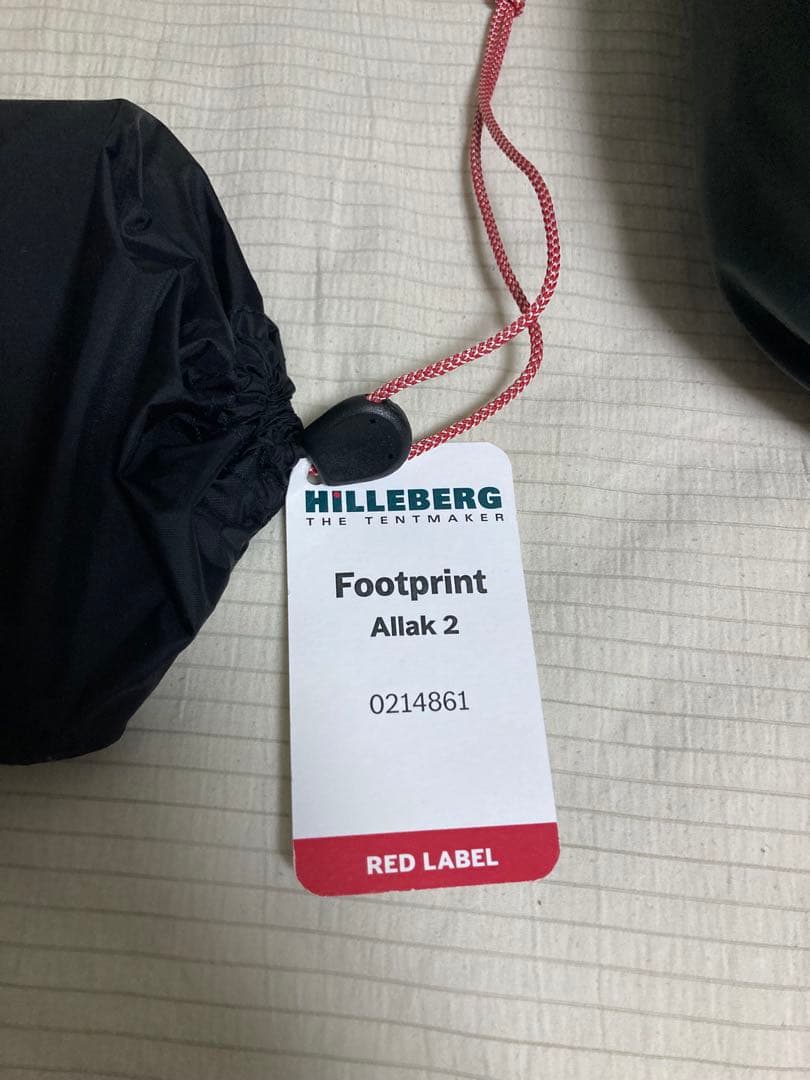 HiLLEBERG
THE TENTMAKER
Footprint
Allak 2
0214861
RED LABEL